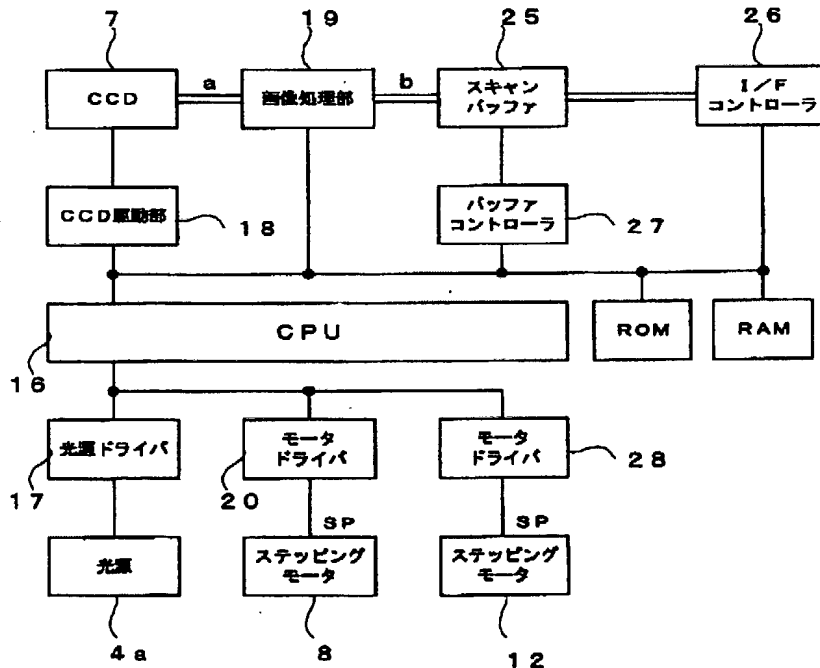 7
19
25
26
CCD
a
画像処理部
b
スキャン
バッファ
I/F
コントローラ
CCD駆動部
18
バッファ
コントローラ
27
CPU
ROM
RAM
16
光源ドライバ
モータ
ドライバ
モータ
ドライバ
28
17
20
SP
SP
光源
ステッピング
モータ
ステッピング
モータ
4a
8
12